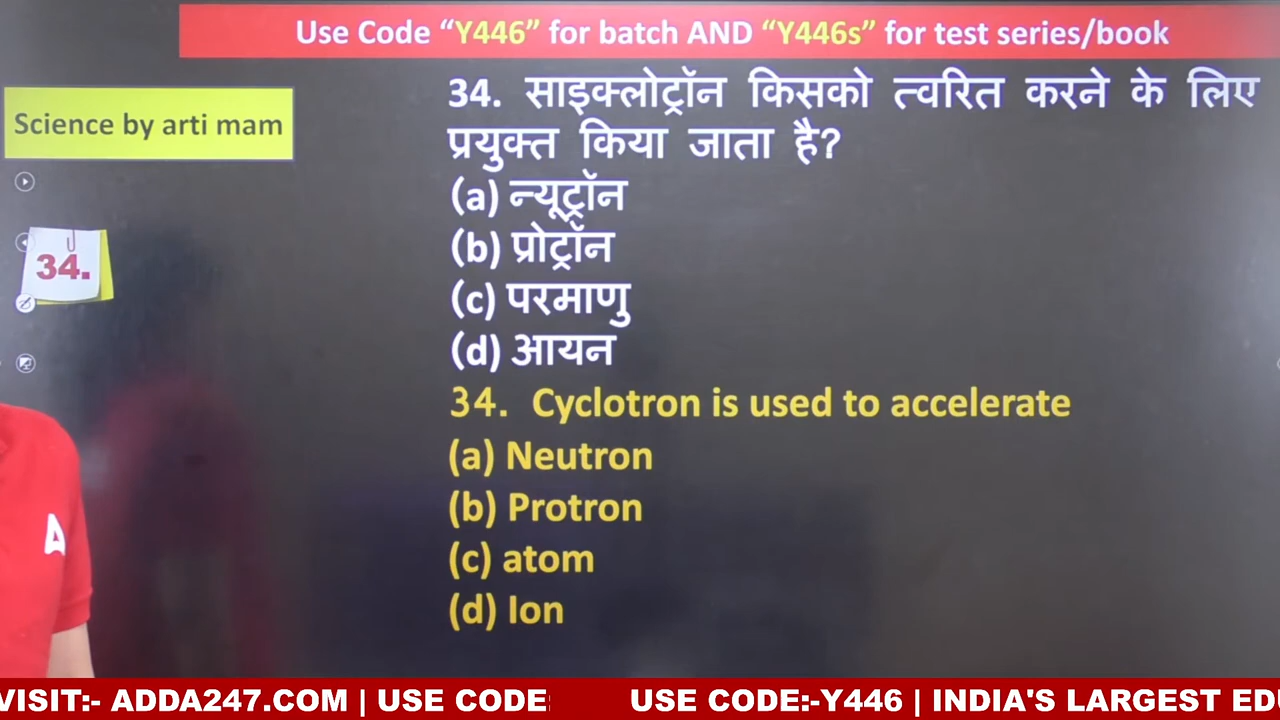 Use Code “Y446” for batch AND “Y446s” for test series/book
Science by arti mam
34.
34. साइक्लोट्रॉन किसको त्वरित करने के लिए
प्रयुक्त किया जाता है?
(a) न्यूट्रॉन
(b) प्रोट्रॉन
(c) परमाणु
(d) आयन
34. Cyclotron is used to accelerate
(a) Neutron
(b) Protron
(c) atom
(d) Ion
VISIT:- ADDA247.COM | USE CODE: USE CODE:-Y446 | INDIA'S LARGEST